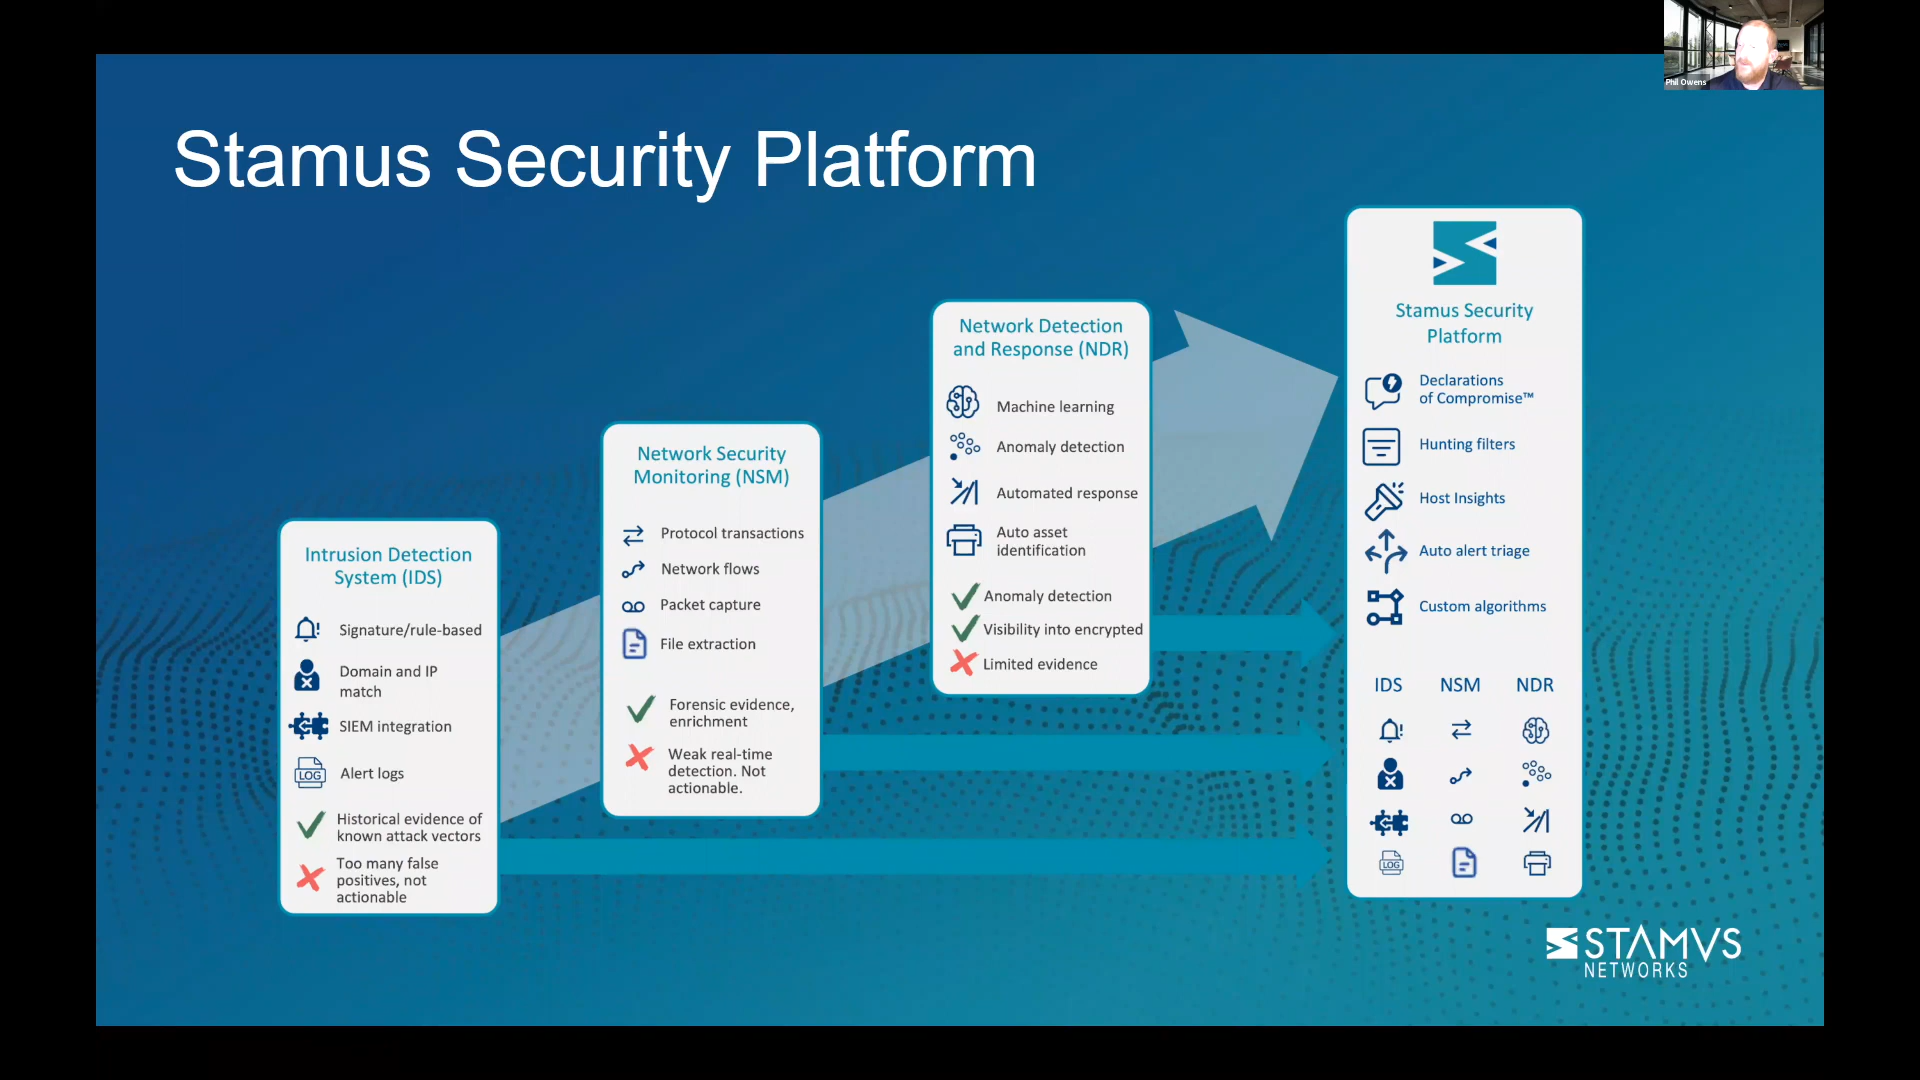 Phil Owens
Stamus Security Platform
Intrusion Detection
System (IDS)
Signature/rule-based
Domain and IP
match
SIEM integration
LOG
Alert logs
Historical evidence of
known attack vectors
Too many false
positives, not
actionable
Network Security
Monitoring (NSM)
Protocol transactions
Network flows
Packet capture
File extraction
Forensic evidence,
enrichment
Weak real-time
detection. Not
actionable.
Network Detection
and Response (NDR)
Machine learning
Anomaly detection
Automated response
Auto asset
identification
Anomaly detection
Visibility into encrypted
Limited evidence
Stamus Security
Platform
Declarations
of Compromise™
Hunting filters
Host Insights
Auto alert triage
Custom algorithms
IDS NSM NDR
LOG
STAMVS
NETWORKS